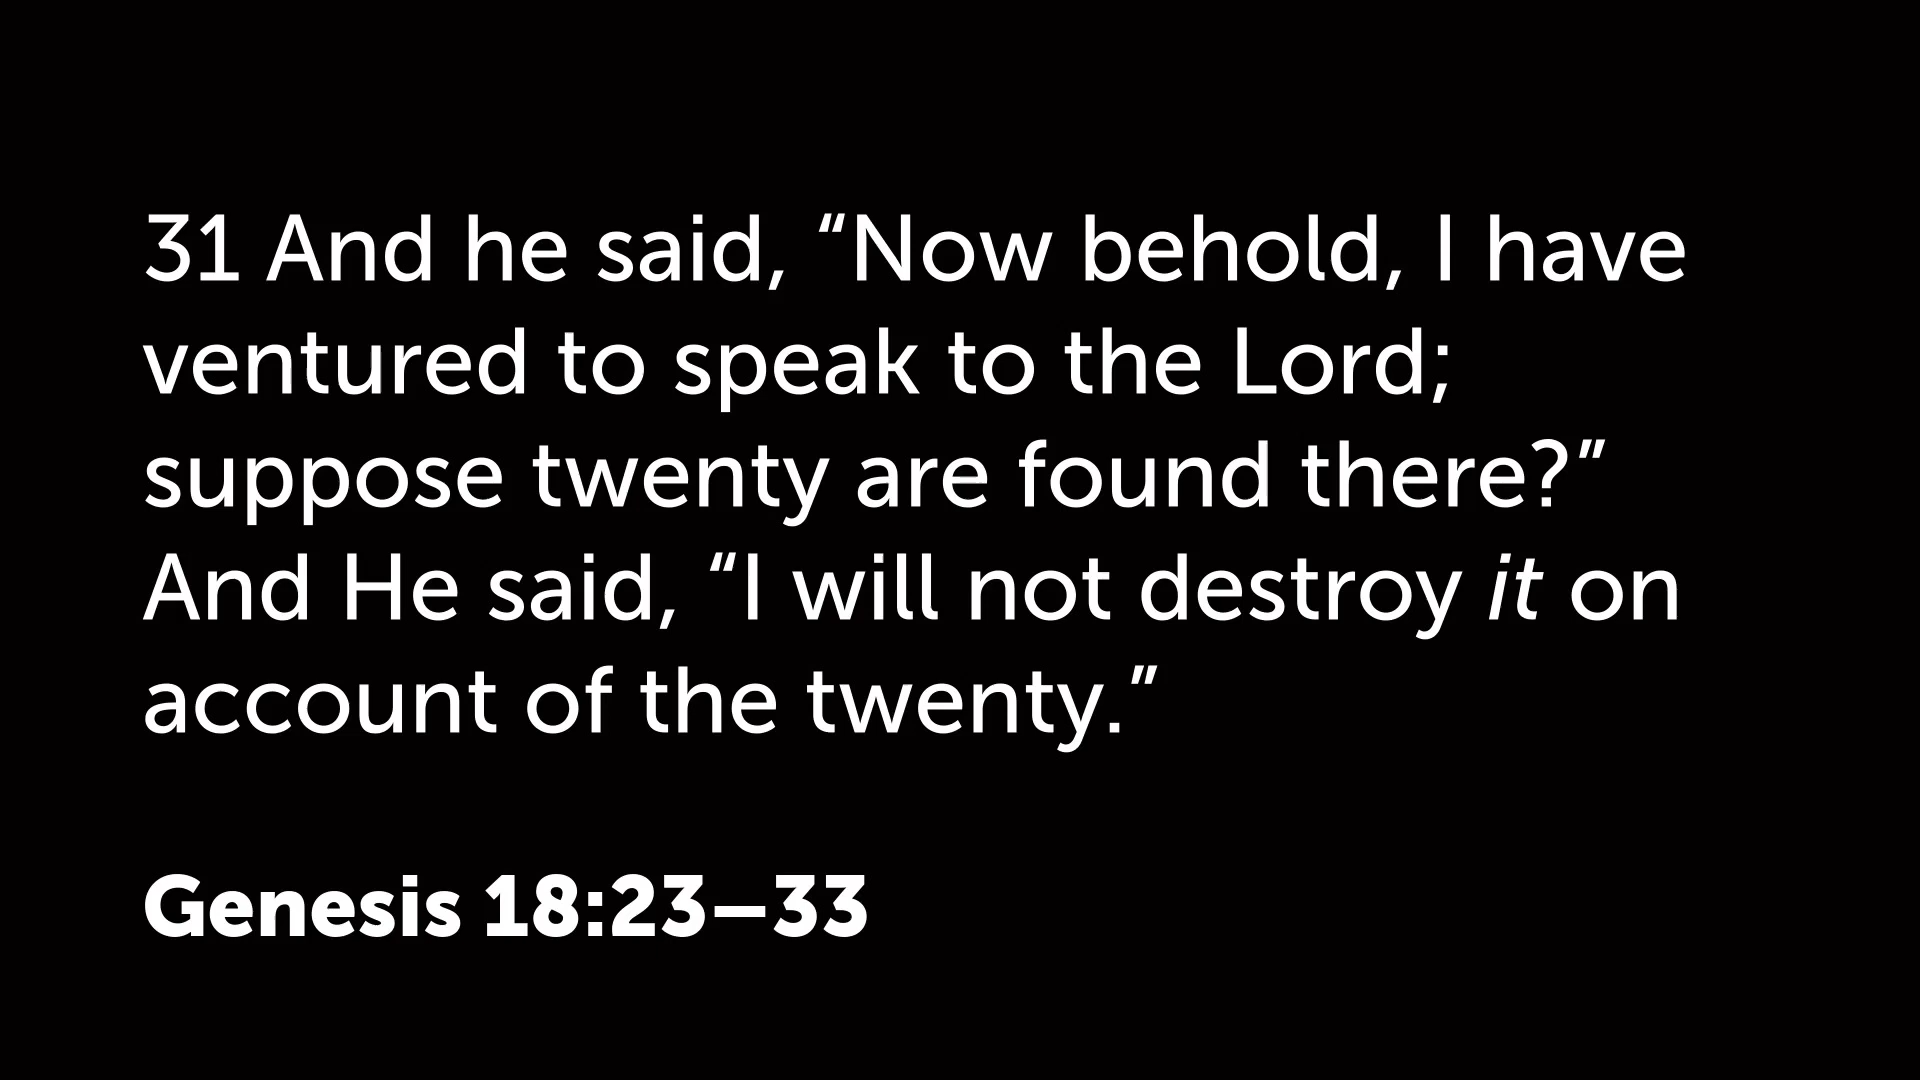 31 And he said, “Now behold, I have
ventured to speak to the Lord;
suppose twenty are found there?”
And He said, “I will not destroy it on
account of the twenty.”
Genesis 18:23–33